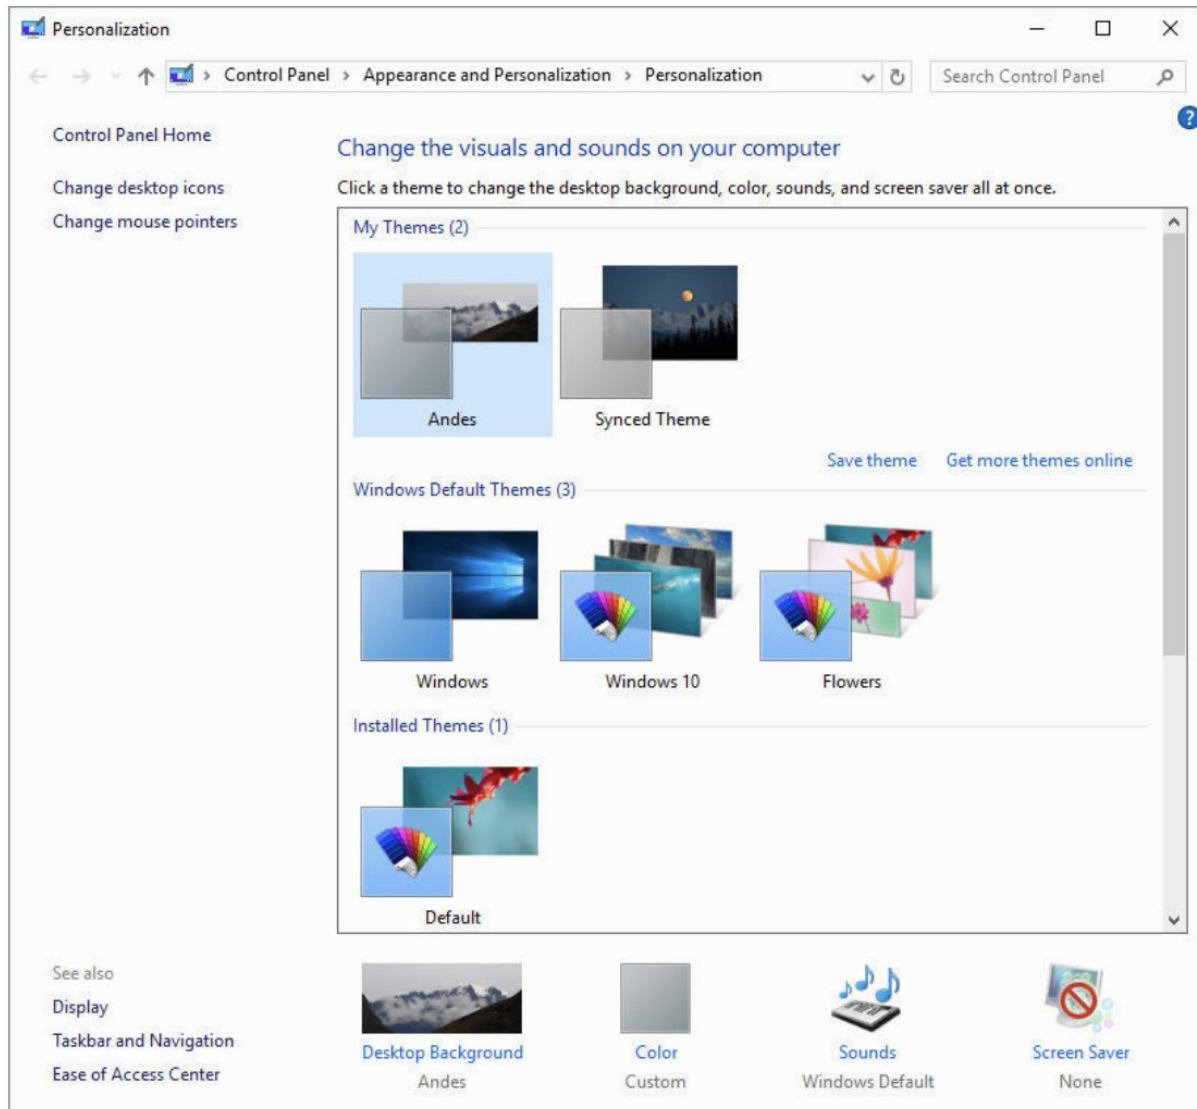 Personalization
Control Panel > Appearance and Personalization > Personalization
Search Control Panel
Control Panel Home
Change desktop icons
Change mouse pointers
Change the visuals and sounds on your computer
Click a theme to change the desktop background, color, sounds, and screen saver all at once.
My Themes (2)
Andes
Synced Theme
Save theme
Get more themes online
Windows Default Themes (3)
Windows
Windows 10
Flowers
Installed Themes (1)
Default
See also
Display
Taskbar and Navigation
Ease of Access Center
Desktop Background
Andes
Color
Custom
Sounds
Windows Default
Screen Saver
None